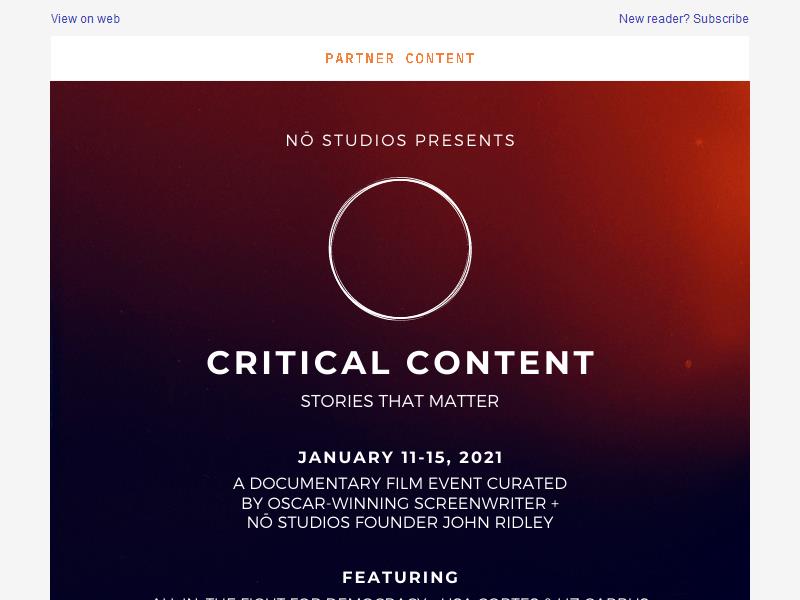 View on web
New reader? Subscribe
PARTNER CONTENT
NŌ STUDIOS PRESENTS
CRITICAL CONTENT
STORIES THAT MATTER
JANUARY 11-15, 2021
A DOCUMENTARY FILM EVENT CURATED
BY OSCAR-WINNING SCREENWRITER +
NŌ STUDIOS FOUNDER JOHN RIDLEY
FEATURING